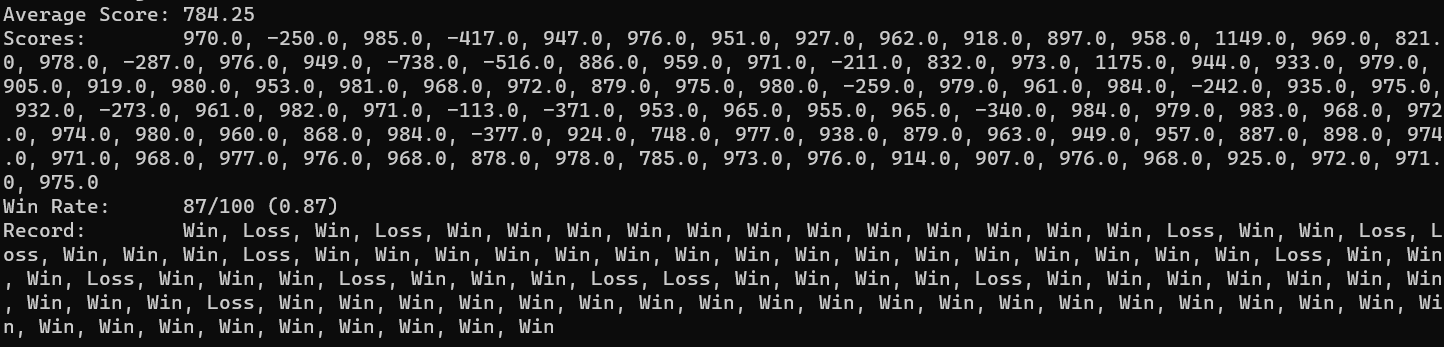 Average Score: 784.25
Scores:       970.0, -250.0, 985.0, -417.0, 947.0, 976.0, 951.0, 927.0, 962.0, 918.0, 897.0, 958.0, 1149.0, 969.0, 821.
0, 978.0, -287.0, 976.0, 949.0, -738.0, -516.0, 886.0, 959.0, 971.0, -211.0, 832.0, 973.0, 1175.0, 944.0, 933.0, 979.0,
905.0, 919.0, 980.0, 953.0, 981.0, 968.0, 972.0, 879.0, 975.0, 980.0, -259.0, 979.0, 961.0, 984.0, -242.0, 935.0, 975.0,
 932.0, -273.0, 961.0, 982.0, 971.0, -113.0, -371.0, 953.0, 965.0, 955.0, 965.0, -340.0, 984.0, 979.0, 983.0, 968.0, 972
.0, 974.0, 980.0, 960.0, 868.0, 984.0, -377.0, 924.0, 748.0, 977.0, 938.0, 879.0, 963.0, 949.0, 957.0, 887.0, 898.0, 974
.0, 971.0, 968.0, 977.0, 976.0, 968.0, 878.0, 978.0, 785.0, 973.0, 976.0, 914.0, 907.0, 976.0, 968.0, 925.0, 972.0, 971.
0, 975.0
Win Rate:      87/100 (0.87)
Record:        Win, Loss, Win, Loss, Win, Win, Win, Win, Win, Win, Win, Win, Win, Win, Win, Win, Loss, Win, Win, Loss, L
oss, Win, Win, Win, Loss, Win, Win, Win, Win, Win, Win, Win, Win, Win, Win, Win, Win, Win, Win, Win, Win, Loss, Win, Win
, Win, Loss, Win, Win, Win, Loss, Win, Win, Win, Loss, Loss, Win, Win, Win, Win, Loss, Win, Win, Win, Win, Win, Win, Win
, Win, Win, Win, Loss, Win, Win, Win, Win, Win, Win, Win, Win, Win, Win, Win, Win, Win, Win, Win, Win, Win, Win, Win, Wi
n, Win, Win, Win, Win, Win, Win, Win, Win, Win